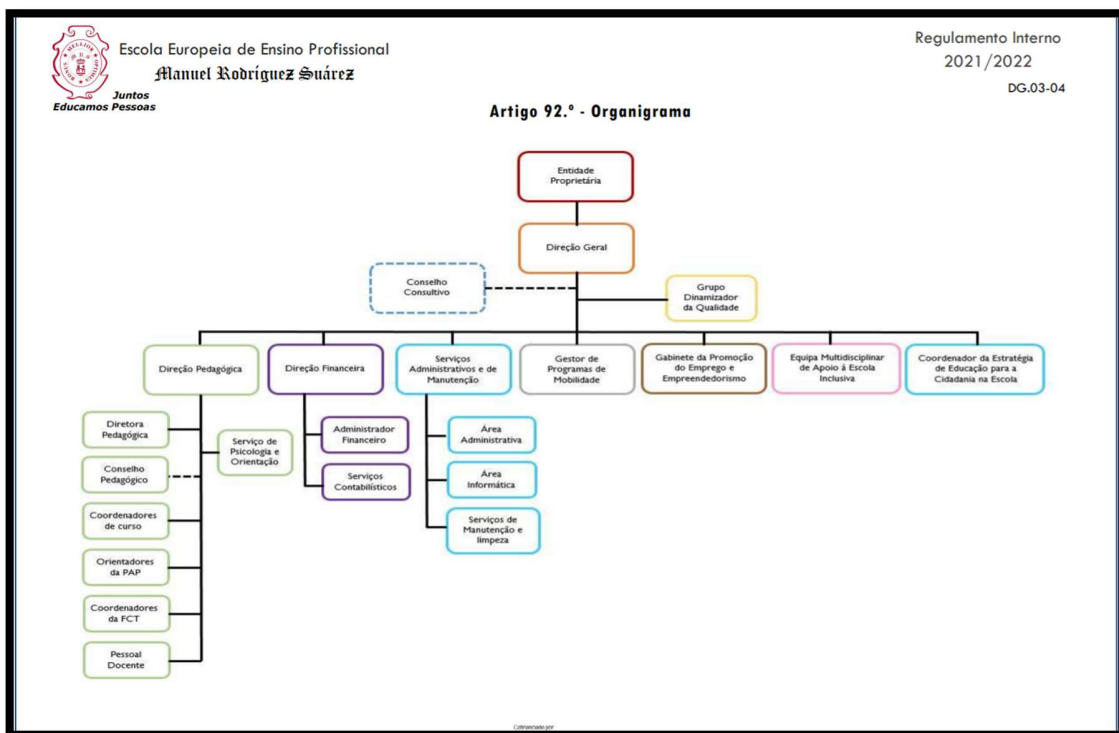 Escola Europeia de Ensino Profissional
Manuel Rodríguez Suárez
Juntos
Educamos Pessoas
Regulamento Interno
2021/2022
DG.03-04
Artigo 92.º - Organigrama
Entidade
Proprietária
Direção Geral
Conselho
Consultivo
Grupo
Dinamizador
da Qualidade
Direção Pedagógica
Direção Financeira
Serviços
Administrativos e de
Manutenção
Gestor de
Programas de
Mobilidade
Gabinete da Promoção
do Emprego e
Empreendedorismo
Equipa Multidisciplinar
de Apoio á Escola
Inclusiva
Coordenador da Estratégia
de Educação para a
Cidadania na Escola
Diretora
Pedagógica
Conselho
Pedagógico
Coordenadores
de curso
Orientadores
da PAP
Coordenadores
da FCT
Pessoal
Docente
Serviço de
Psicologia e
Orientação
Administrador
Financeiro
Serviços
Contabilísticos
Área
Administrativa
Área
Informática
Serviços de
Manutenção e
limpeza